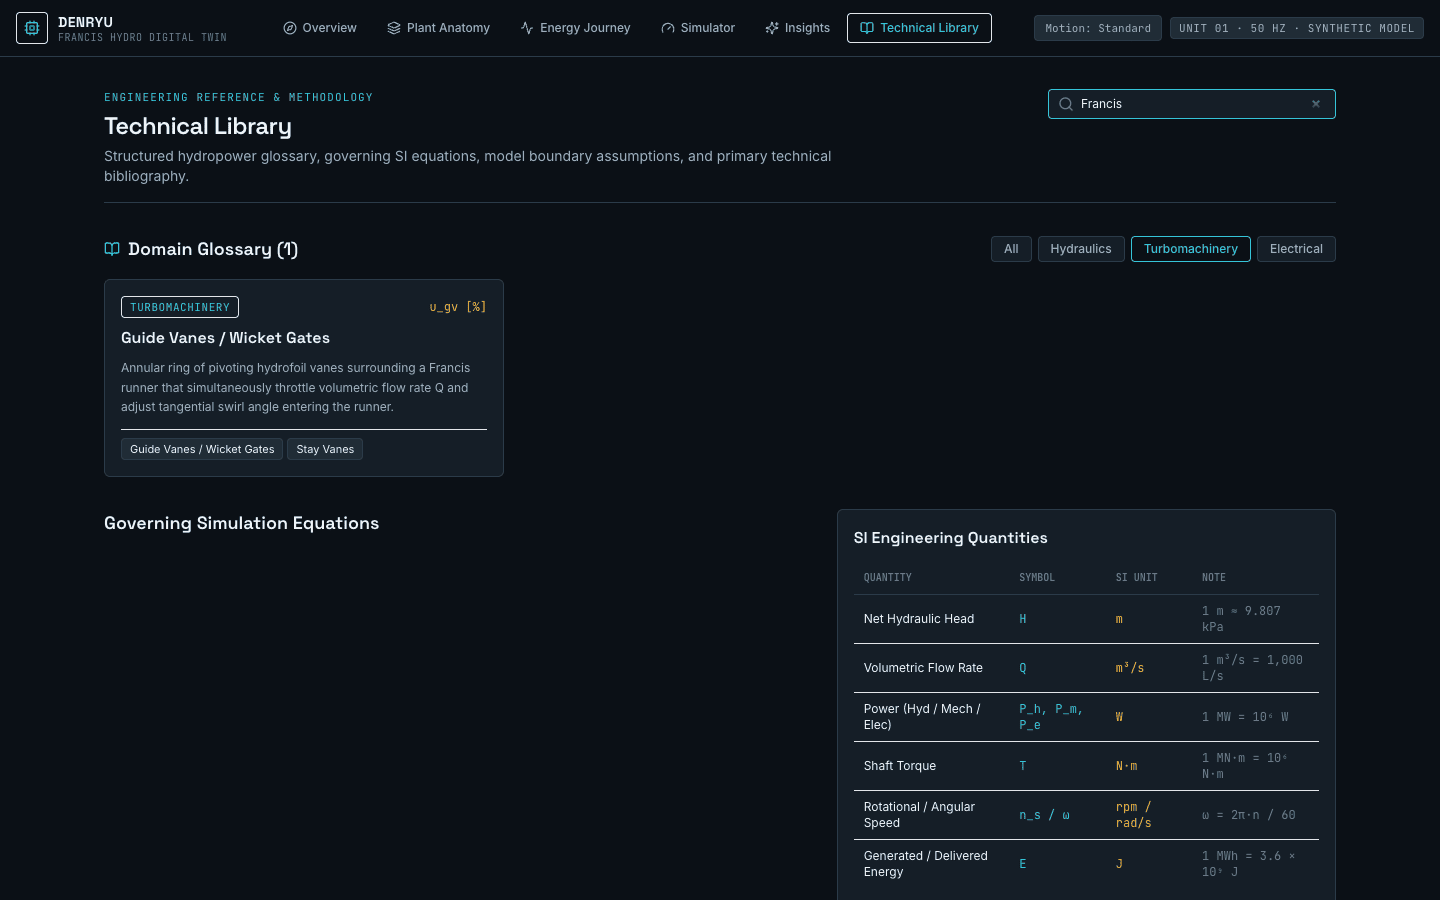 DENRYU
FRANCIS HYDRO DIGITAL TWIN
Overview
Plant Anatomy
Energy Journey
Simulator
Insights
Technical Library
Motion: Standard
UNIT 01 · 50 HZ · SYNTHETIC MODEL
ENGINEERING REFERENCE & METHODOLOGY
Technical Library
Structured hydropower glossary, governing SI equations, model boundary assumptions, and primary technical
bibliography.
Francis
Domain Glossary (1)
All
Hydraulics
Turbomachinery
Electrical
TURBOMACHINERY
u_gv [%]
Guide Vanes / Wicket Gates
Annular ring of pivoting hydrofoil vanes surrounding a Francis
runner that simultaneously throttle volumetric flow rate Q and
adjust tangential swirl angle entering the runner.
Guide Vanes / Wicket Gates
Stay Vanes
Governing Simulation Equations
SI Engineering Quantities
QUANTITY SYMBOL SI UNIT NOTE
Net Hydraulic Head H m 1 m ≈ 9.807
kPa
Volumetric Flow Rate Q m³/s 1 m³/s = 1,000
L/s
Power (Hyd / Mech / P_h, P_m, W 1 MW = 10⁶ W
Elec) P_e
Shaft Torque T N·m 1 MN·m = 10⁶
N·m
Rotational / Angular n_s / ω rpm / ω = 2π·n / 60
Speed rad/s
Generated / Delivered E J 1 MWh = 3.6 ×
Energy 10⁹ J